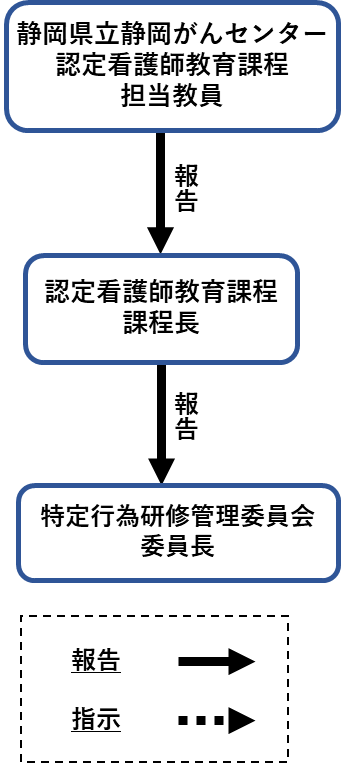 静岡県立静岡がんセンター
認定看護師教育課程
担当教員
報告
認定看護師教育課程
課程長
報告
特定行為研修管理委員会
委員長
報告
指示